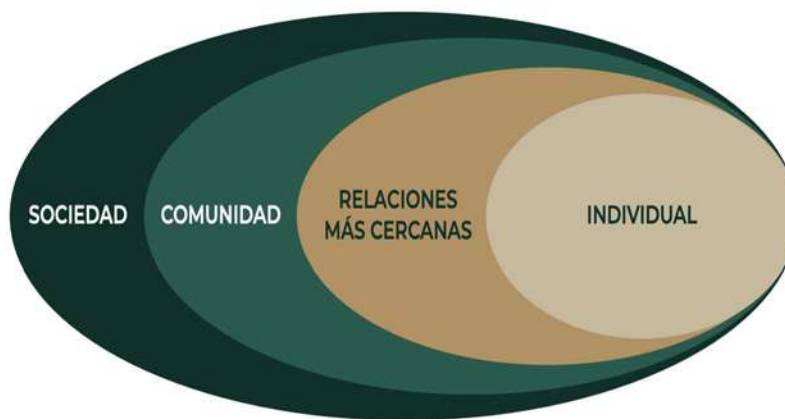 SOCIEDAD
COMUNIDAD
RELACIONES
MÁS CERCANAS
INDIVIDUAL